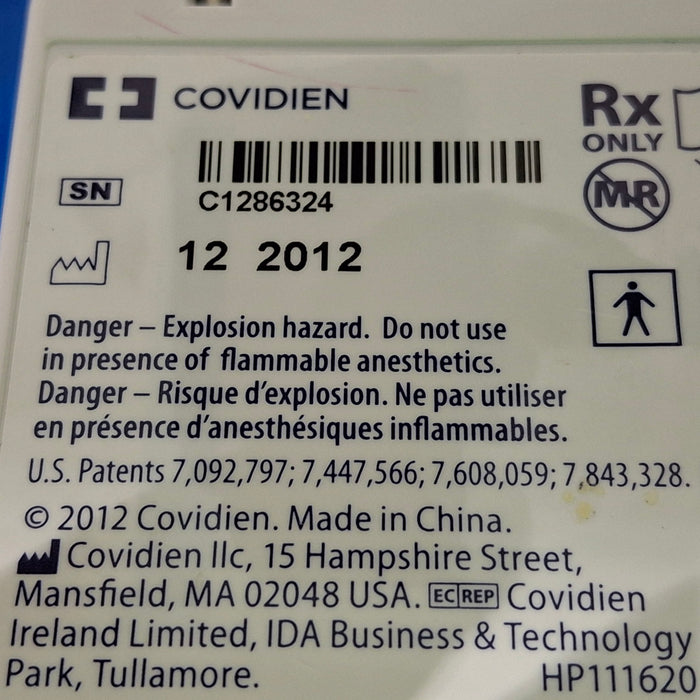 COVIDIEN
Rx
ONLY
SN
C1286324
MR
12 2012
Danger – Explosion hazard. Do not use
in presence of flammable anesthetics.
Danger – Risque d'explosion. Ne pas utiliser
en présence d'anesthésiques inflammables.
U.S. Patents 7,092,797; 7,447,566; 7,608,059; 7,843,328.
© 2012 Covidien. Made in China.
Covidien llc, 15 Hampshire Street,
Mansfield, MA 02048 USA. EC REP Covidien
Ireland Limited, IDA Business & Technology
Park, Tullamore. HP111620